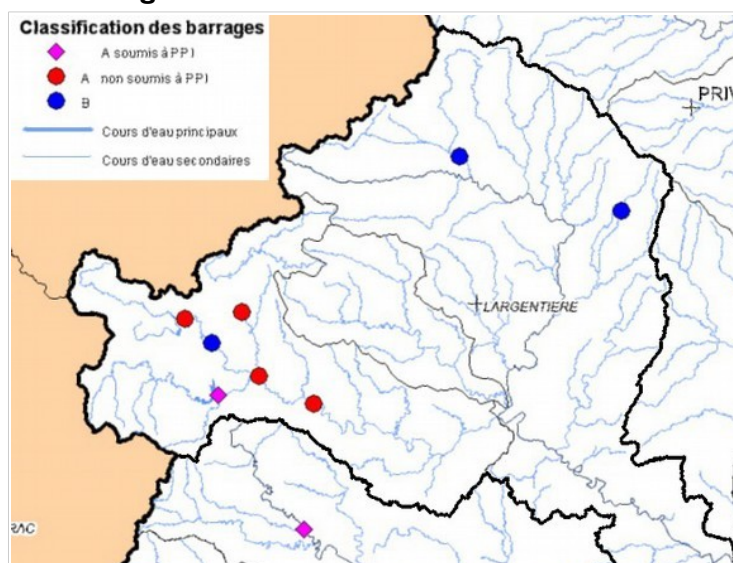 Classification des barrages
A soumis à PPI
A non soumis à PPI
B
Cours d'eau principaux
Cours d'eau secondaires
PRIV
LARGENTIERE
RAC